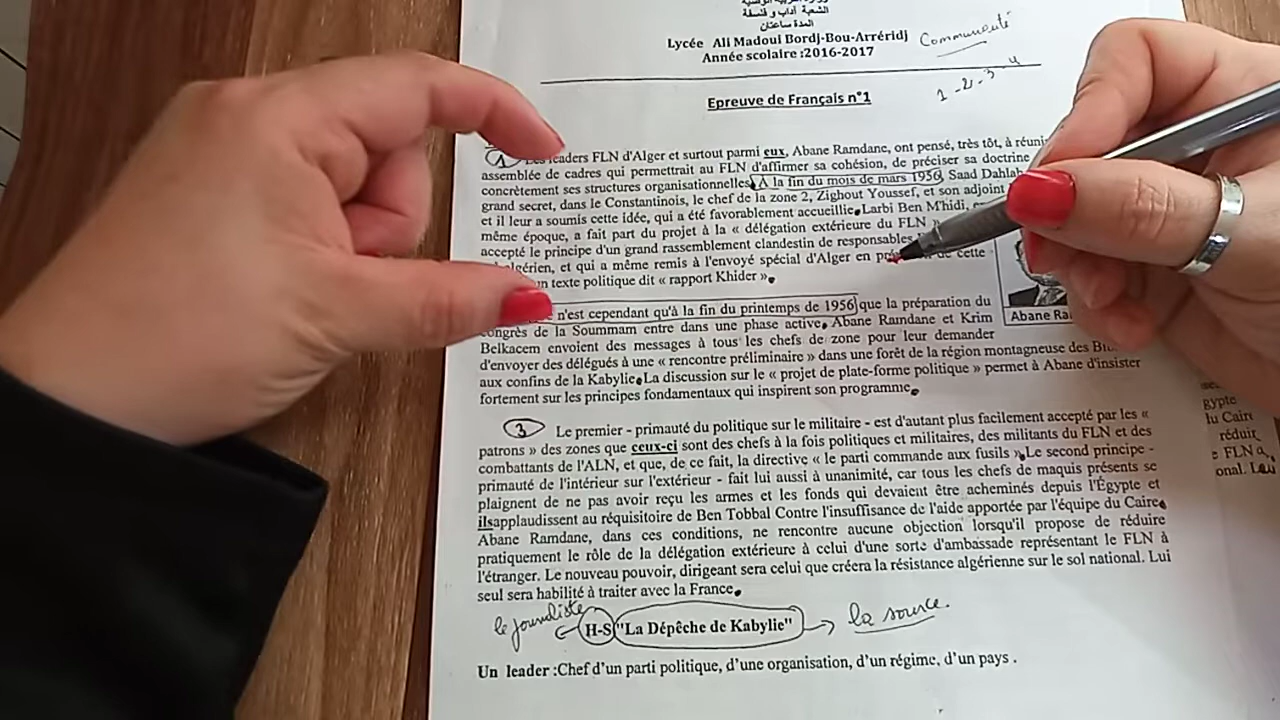 الشعبة آداب و فلسفة
المدة ساعتان
Lycée Ali Madoui Bordj-Bou-Arréridj
Communauté
Année scolaire :2016-2017
1 - 2 - 3 - 4
Epreuve de Français n°1
1 leaders FLN d'Alger et surtout parmi eux, Abane Ramdane, ont pensé, très tôt, à réuni
assemblée de cadres qui permettrait au FLN d'affirmer sa cohésion, de préciser sa doctrine
concrètement ses structures organisationnelles. A la fin du mois de mars 1956, Saad Dahlab
grand secret, dans le Constantinois, le chef de la zone 2, Zighout Youssef, et son adjoint
et il leur a soumis cette idée, qui a été favorablement accueillie. Larbi Ben M'hidi,
même époque, a fait part du projet à la « délégation extérieure du FLN »
accepté le principe d'un grand rassemblement clandestin de responsables
algérien, et qui a même remis à l'envoyé spécial d'Alger en cette
un texte politique dit « rapport Khider ».
Abane Ra
n'est cependant qu'à la fin du printemps de 1956 que la préparation du
congrès de la Soummam entre dans une phase active. Abane Ramdane et Krim
Belkacem envoient des messages à tous les chefs de zone pour leur demander
d'envoyer des délégués à une « rencontre préliminaire » dans une forêt de la région montagneuse des
aux confins de la Kabylie. La discussion sur le « projet de plate-forme politique » permet à Abane d'insister
fortement sur les principes fondamentaux qui inspirent son programme.
3 Le premier - primauté du politique sur le militaire - est d'autant plus facilement accepté par les «
patrons » des zones que ceux-ci sont des chefs à la fois politiques et militaires, des militants du FLN et des
combattants de l'ALN, et que, de ce fait, la directive « le parti commande aux fusils ». Le second principe -
primauté de l'intérieur sur l'extérieur - fait lui aussi à unanimité, car tous les chefs de maquis présents se
plaignent de ne pas avoir reçu les armes et les fonds qui devaient être acheminés depuis l'Égypte et
ilsapplaudissent au réquisitoire de Ben Tobbal Contre l'insuffisance de l'aide apportée par l'équipe du Caire.
Abane Ramdane, dans ces conditions, ne rencontre aucune objection lorsqu'il propose de réduire
pratiquement le rôle de la délégation extérieure à celui d'une sorte d'ambassade représentant le FLN à
l'étranger. Le nouveau pouvoir, dirigeant sera celui que créera la résistance algérienne sur le sol national. Lui
seul sera habilité à traiter avec la France.
le journaliste H-S "La Dépêche de Kabylie" la source.
Un leader :Chef d'un parti politique, d'une organisation, d'un régime, d'un pays .
gypte
lu Caire
réduir
FLN à
onal. Lui